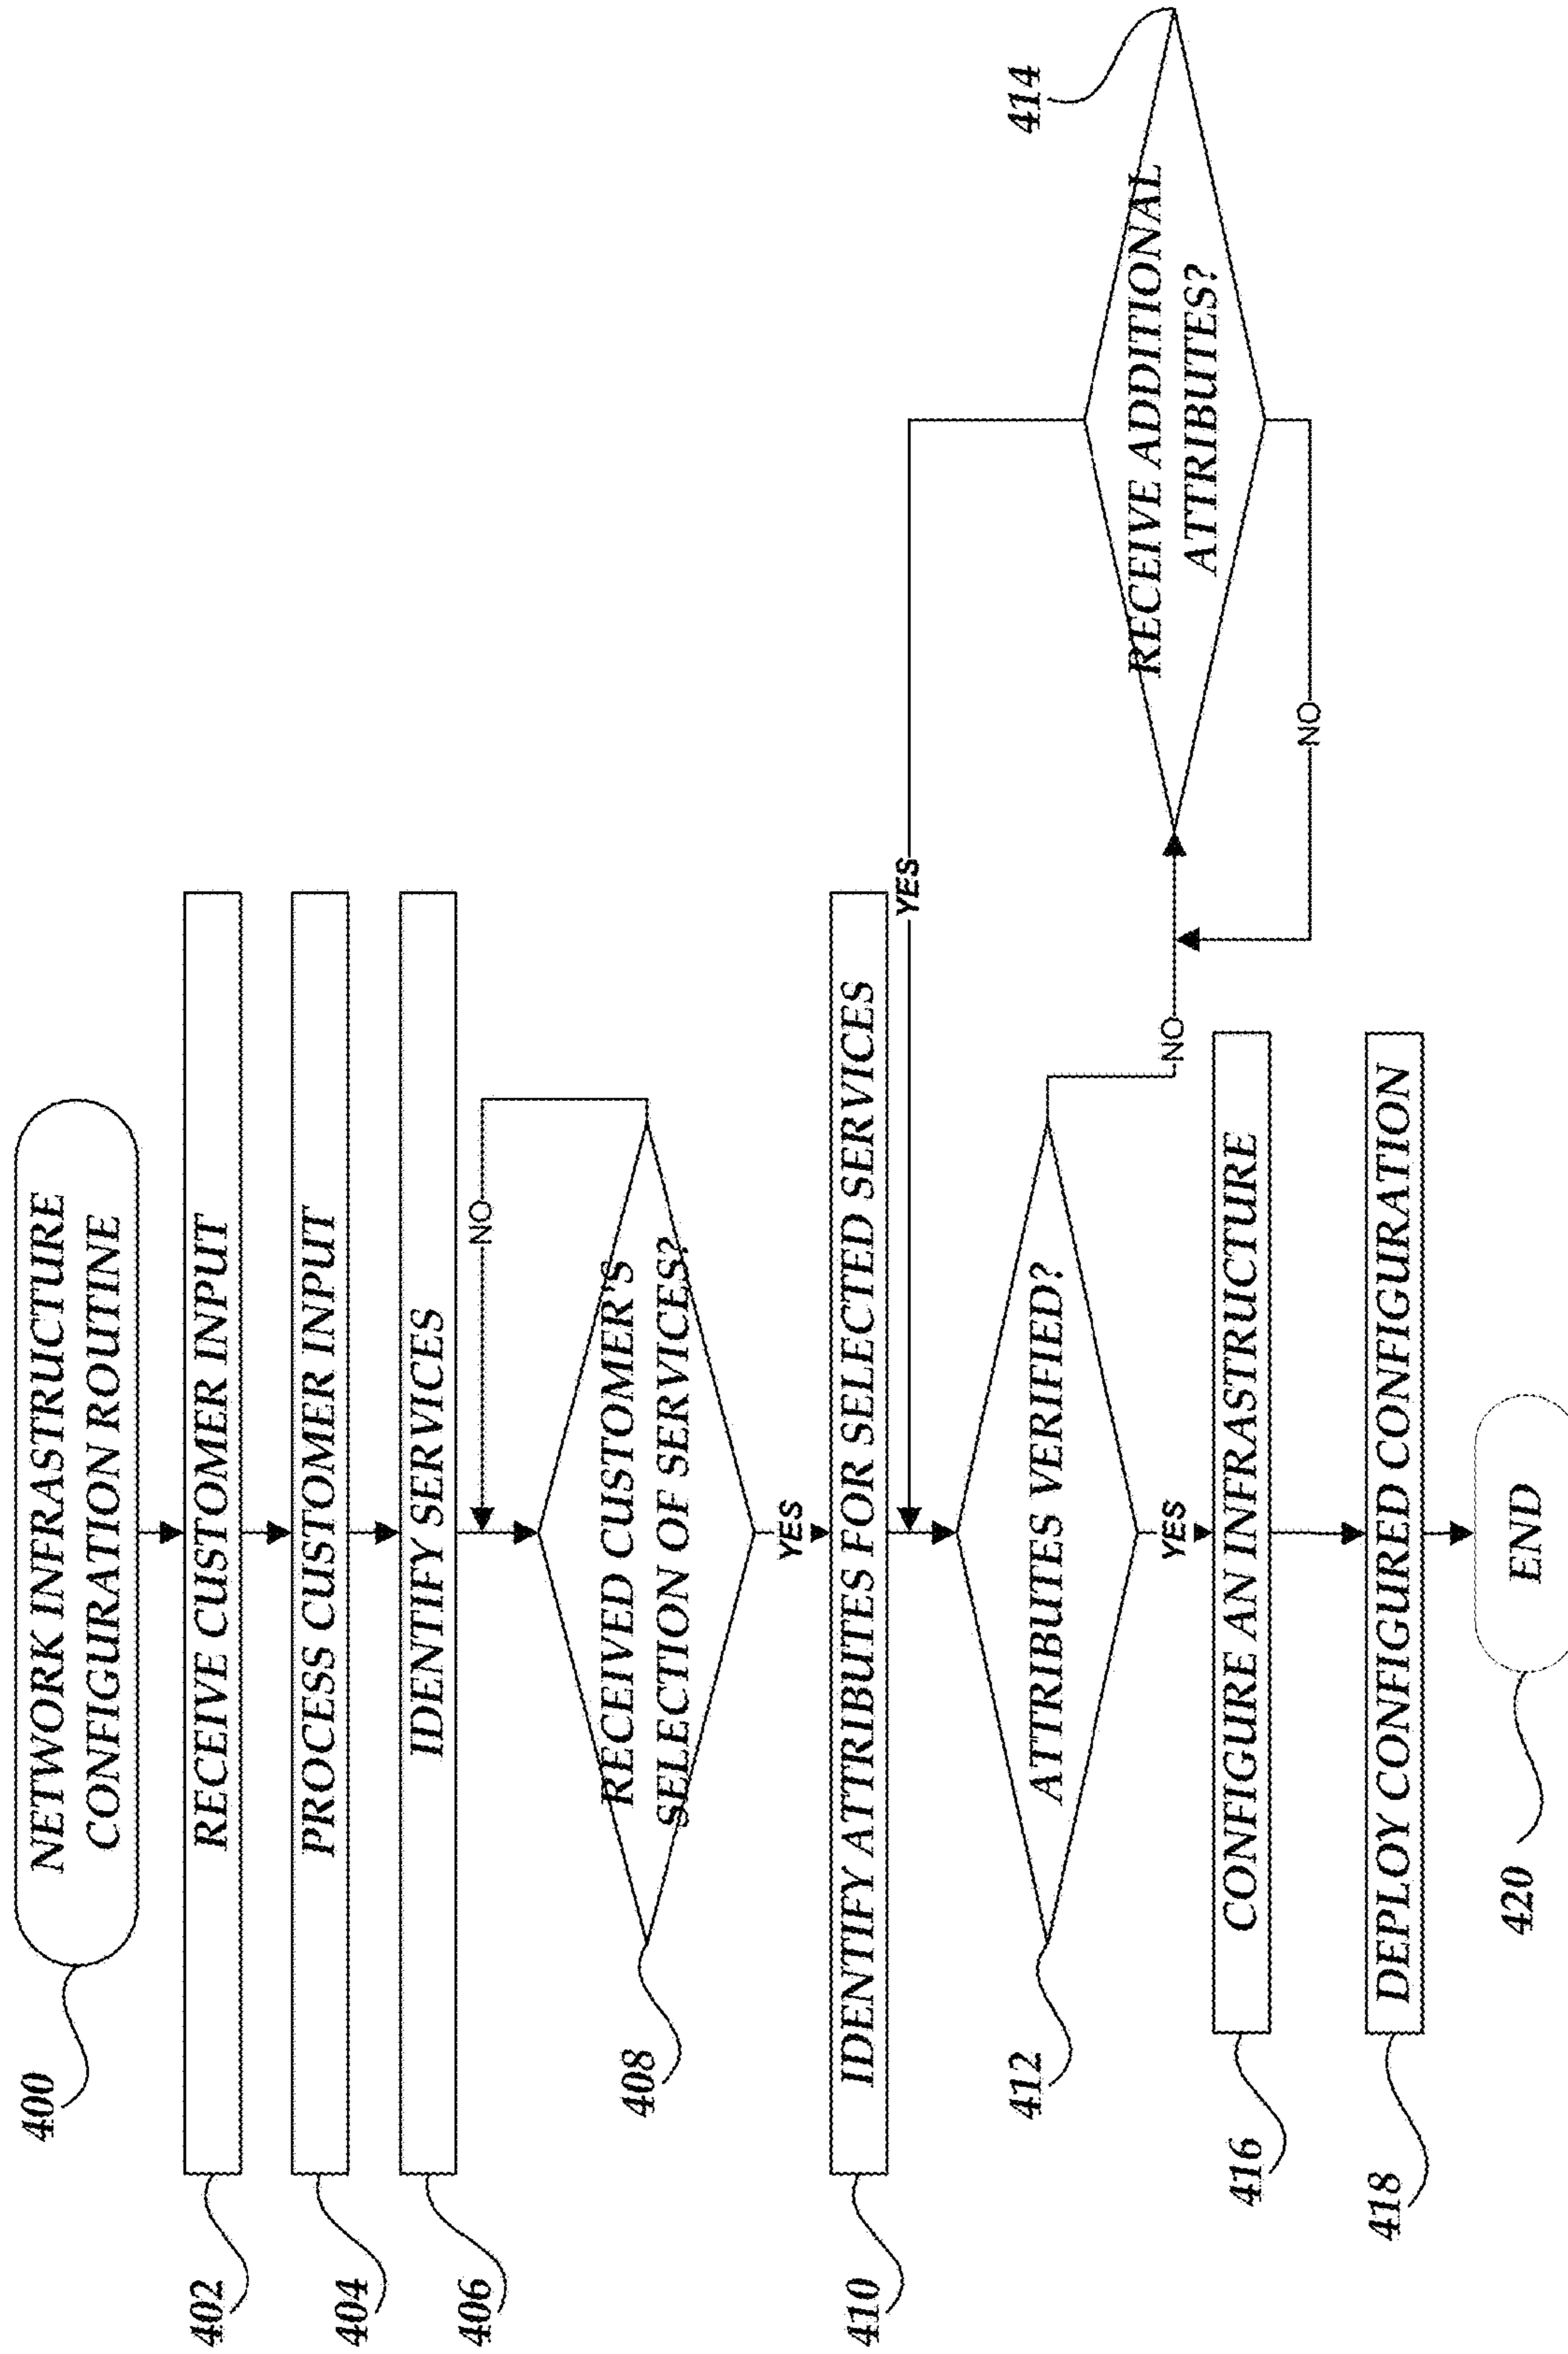 400
NETWORK INFRASTRUCTURE
CONFIGURATION ROUTINE
402
RECEIVE CUSTOMER INPUT
404
PROCESS CUSTOMER INPUT
406
IDENTIFY SERVICES
NO
408
RECEIVED CUSTOMER'S
SELECTION OF SERVICES?
YES
410
IDENTIFY ATTRIBUTES FOR SELECTED SERVICES
YES
412
ATTRIBUTES VERIFIED?
414
RECEIVE ADDITIONAL
ATTRIBUTES?
NO
NO
YES
416
CONFIGURE AN INFRASTRUCTURE
418
DEPLOY CONFIGURED CONFIGURATION
420
END